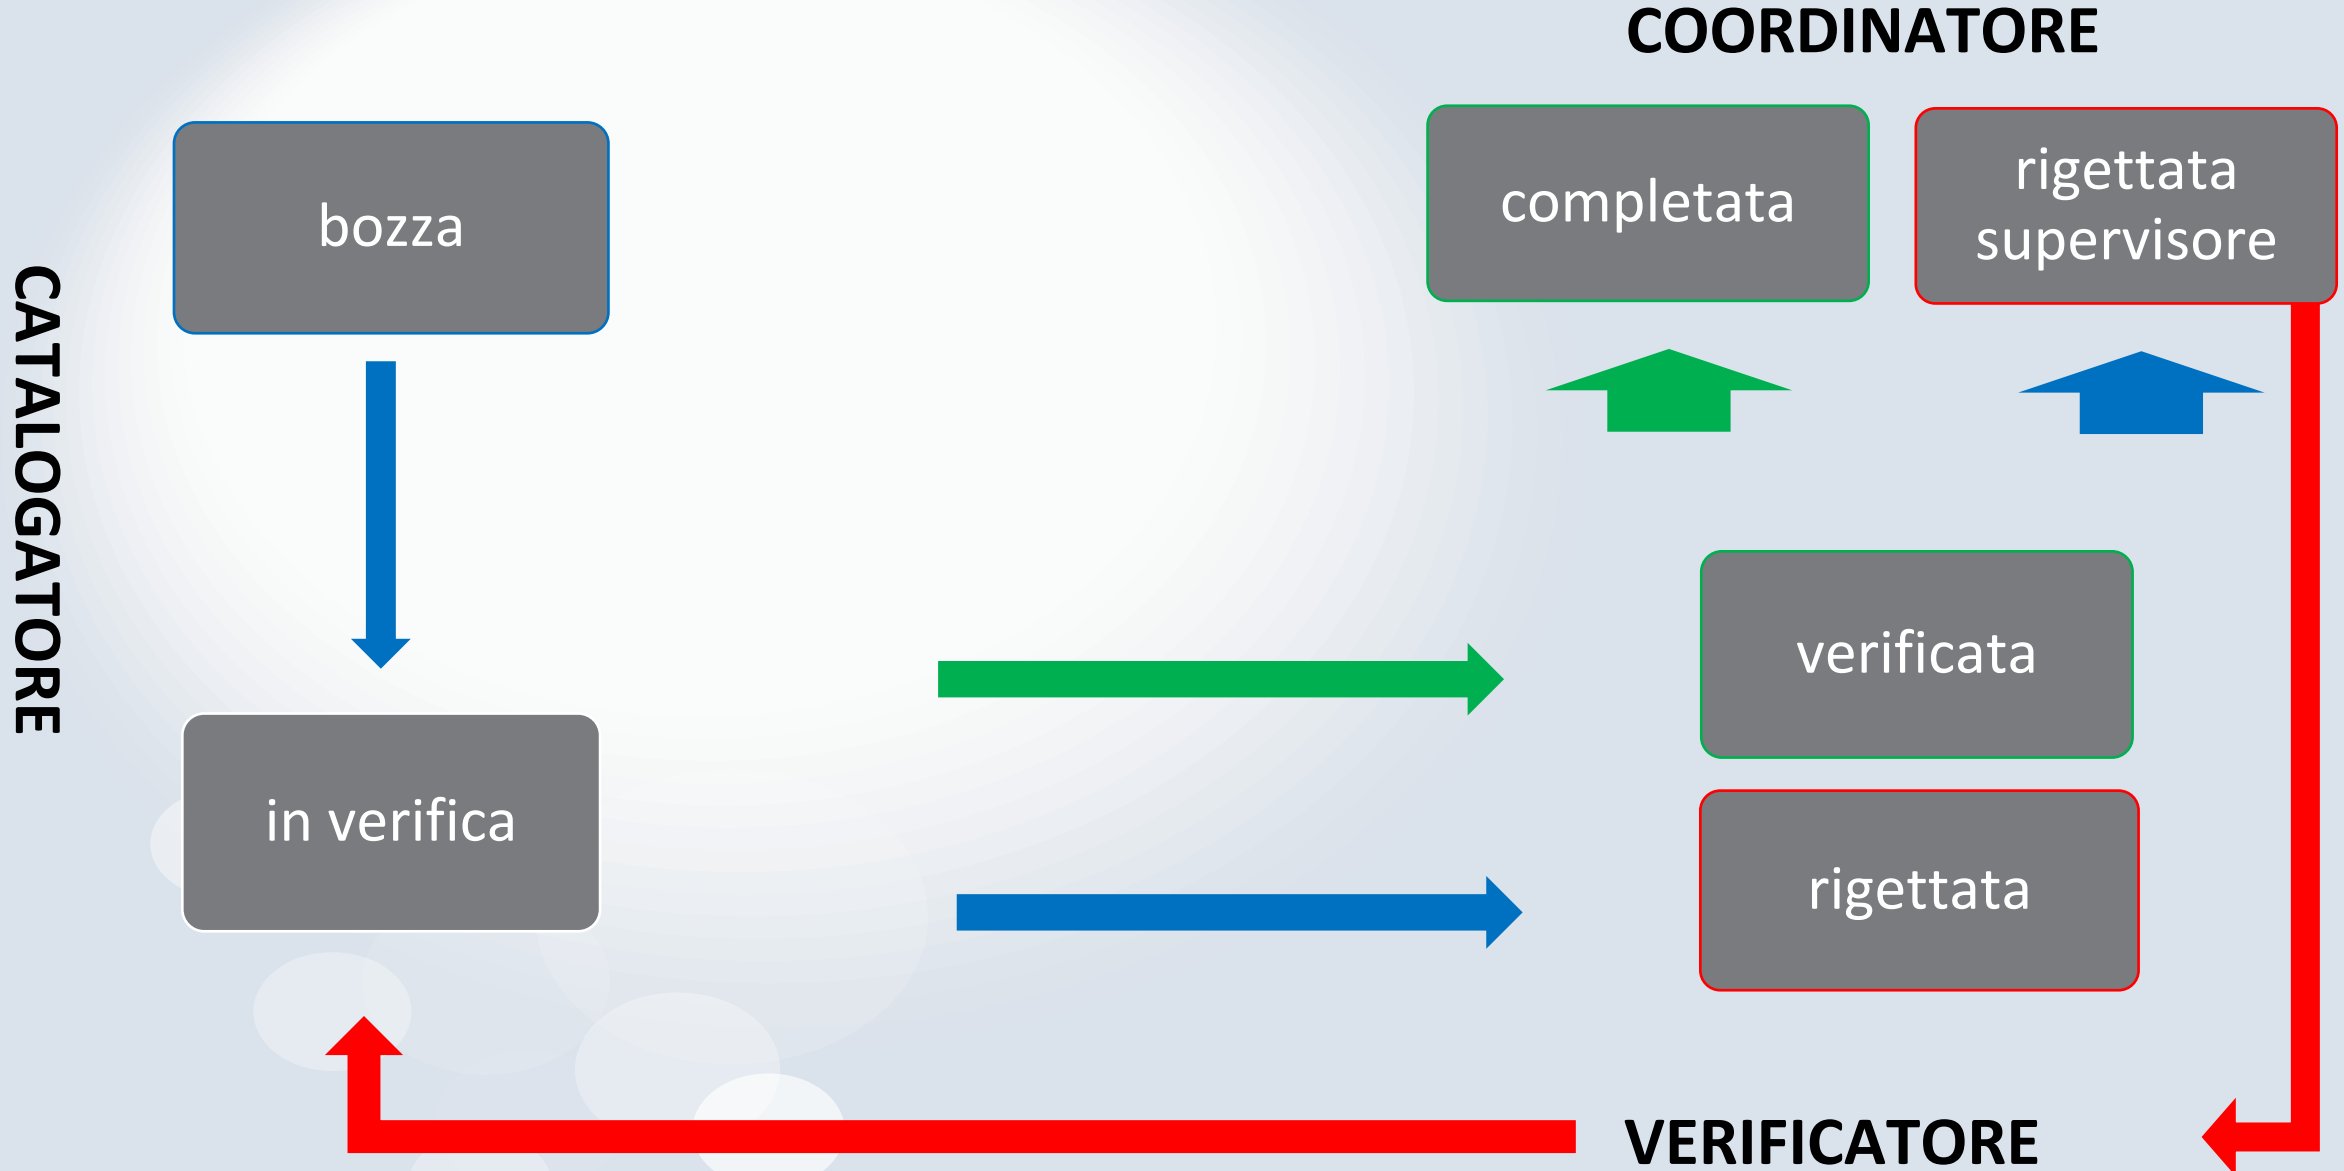 COORDINATORE
bozza
completata
rigettata
supervisore
CATALOGATORE
verificata
in verifica
rigettata
VERIFICATORE